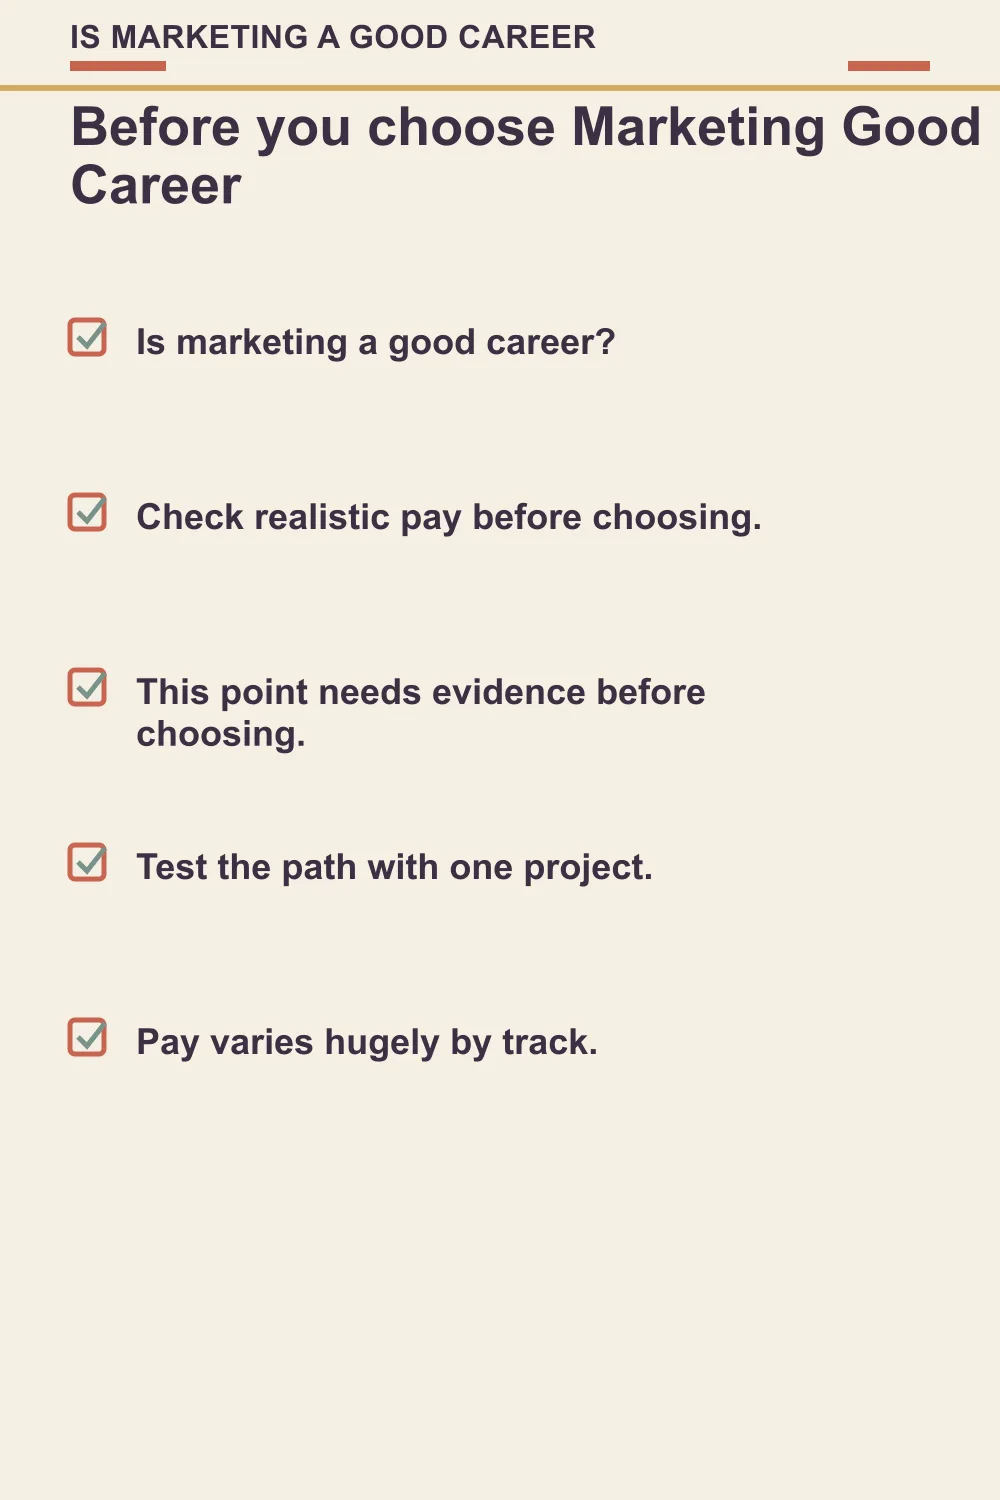 IS MARKETING A GOOD CAREER
Before you choose Marketing Good
Career
Is marketing a good career?
Check realistic pay before choosing.
This point needs evidence before
choosing.
Test the path with one project.
Pay varies hugely by track.